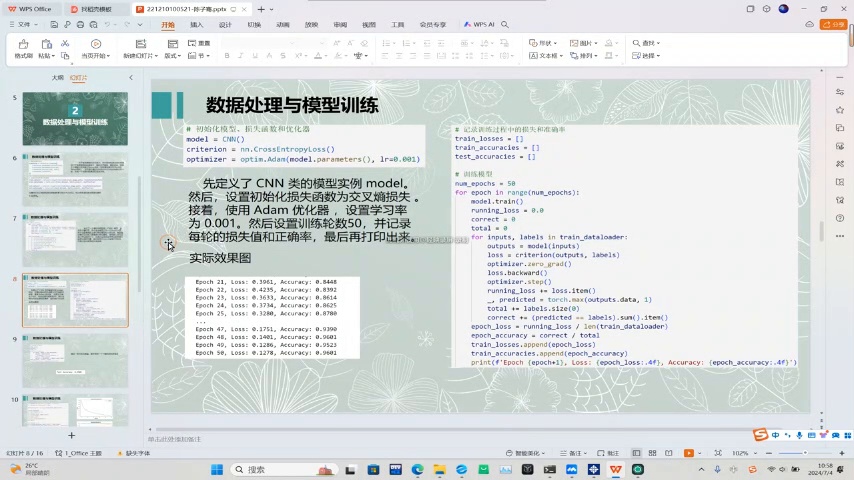 WPS Office
我稻壳模板
221210100521-孙子骞.pptx
文件
开始 插入 设计 切换 动画 放映 审阅 视图 工具 会员专享 WPS AI
分享
格式刷 粘贴 当页开始 新建幻灯片 版式 重置 节 形状 图片 文本框 排列 查找 选择
大纲 幻灯片
5
2
数据处理与模型训练
6
7
8
9
10
数据处理与模型训练
# 初始化模型、损失函数和优化器
model = CNN()
criterion = nn.CrossEntropyLoss()
optimizer = optim.Adam(model.parameters(), lr=0.001)
先定义了 CNN 类的模型实例 model。
然后，设置初始化损失函数为交叉熵损失 。
接着，使用 Adam 优化器 ，设置学习率
为 0.001。然后设置训练轮数50，并记录
每轮的损失值和正确率，最后再打印出来。
实际效果图
Epoch 21, Loss: 0.3961, Accuracy: 0.8448
Epoch 22, Loss: 0.4235, Accuracy: 0.8392
Epoch 23, Loss: 0.3633, Accuracy: 0.8614
Epoch 24, Loss: 0.3734, Accuracy: 0.8625
Epoch 25, Loss: 0.3280, Accuracy: 0.8780
...
Epoch 47, Loss: 0.1751, Accuracy: 0.9390
Epoch 48, Loss: 0.1401, Accuracy: 0.9601
Epoch 49, Loss: 0.1286, Accuracy: 0.9523
Epoch 50, Loss: 0.1278, Accuracy: 0.9601
# 记录训练过程中的损失和准确率
train_losses = []
train_accuracies = []
test_accuracies = []
# 训练模型
num_epochs = 50
for epoch in range(num_epochs):
model.train()
running_loss = 0.0
correct = 0
total = 0
for inputs, labels in train_dataloader:
outputs = model(inputs)
loss = criterion(outputs, labels)
optimizer.zero_grad()
loss.backward()
optimizer.step()
running_loss += loss.item()
_, predicted = torch.max(outputs.data, 1)
total += labels.size(0)
correct += (predicted == labels).sum().item()
epoch_loss = running_loss / len(train_dataloader)
epoch_accuracy = correct / total
train_losses.append(epoch_loss)
train_accuracies.append(epoch_accuracy)
print(f'Epoch {epoch+1}, Loss: {epoch_loss:.4f}, Accuracy: {epoch_accuracy:.4f}')
单击此处添加备注
幻灯片 8 / 16 1_Office 主题 缺失字体 智能美化 备注 批注 102%
26°C
搜索
中
10:58
2024/7/4